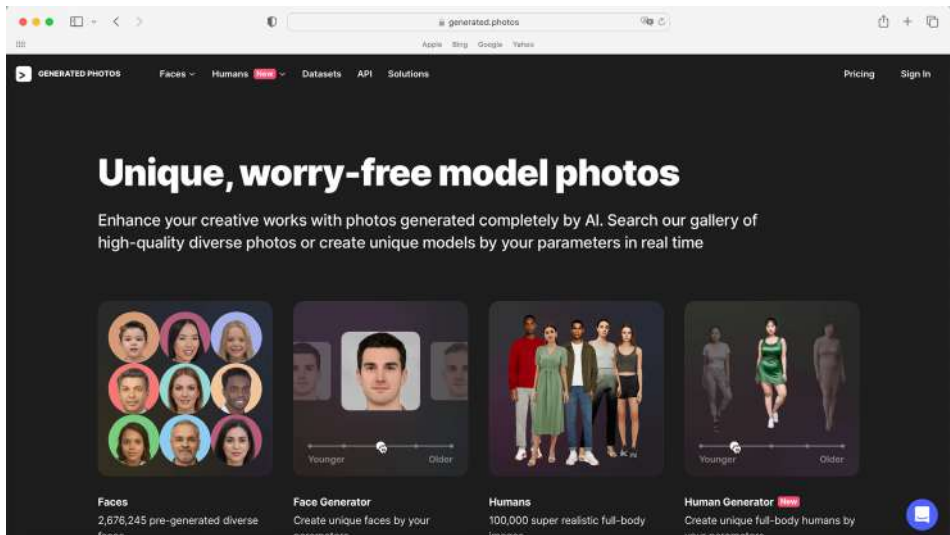 generated.photos
Apple Bing Google Yahoo
GENERATED PHOTOS Faces Humans New Datasets API Solutions Pricing Sign In
Unique, worry-free model photos
Enhance your creative works with photos generated completely by AI. Search our gallery of
high-quality diverse photos or create unique models by your parameters in real time
Younger Older
Younger Older
Faces
2,676,245 pre-generated diverse
Face Generator
Create unique faces by your
Humans
100,000 super realistic full-body
Human Generator New
Create unique full-body humans by